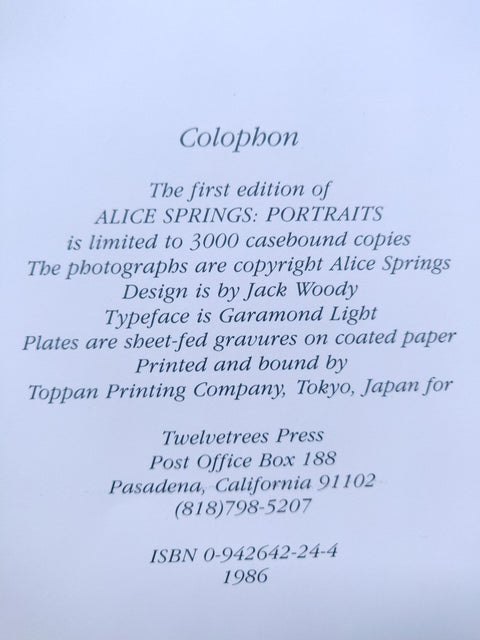 Colophon
The first edition of
ALICE SPRINGS: PORTRAITS
is limited to 3000 casebound copies
The photographs are copyright Alice Springs
Design is by Jack Woody
Typeface is Garamond Light
Plates are sheet-fed gravures on coated paper
Printed and bound by
Toppan Printing Company, Tokyo, Japan for
Twelvetrees Press
Post Office Box 188
Pasadena, California 91102
(818)798-5207
ISBN 0-942642-24-4
1986